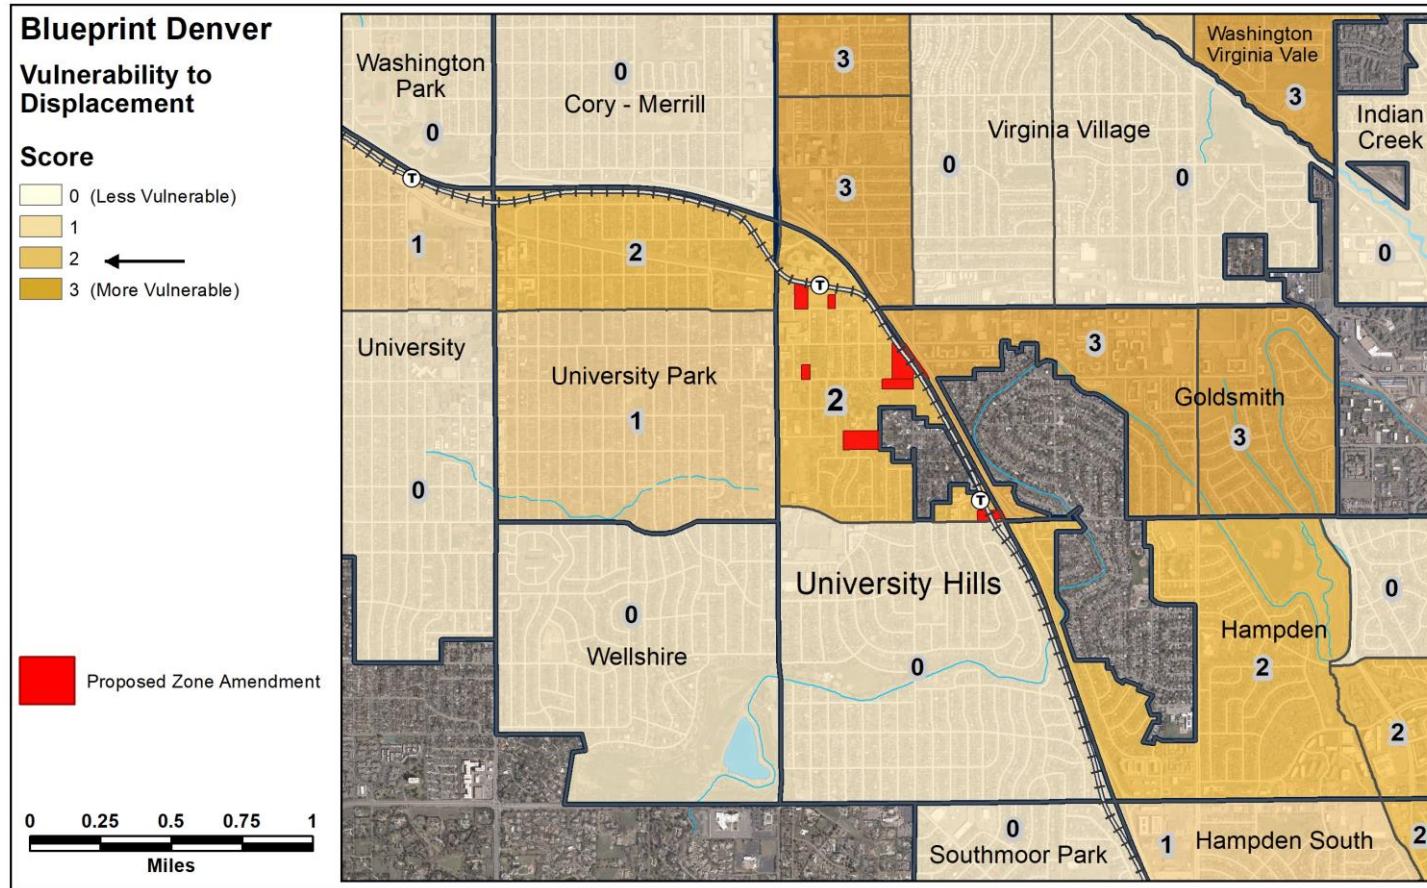 Blueprint Denver
Vulnerability to
Displacement
Score
0 (Less Vulnerable)
1
2
3 (More Vulnerable)
Proposed Zone Amendment
0 0.25 0.5 0.75 1
Miles
Washington
Park
0
0
Cory - Merrill
3
3
Virginia Village
0
0
Washington
Virginia Vale
3
Indian
Creek
0
T
1
2
T
University
0
University Park
1
2
3
Goldsmith
3
T
0
Wellshire
University Hills
0
Hampden
2
0
2
0
Southmoor Park
1
Hampden South
2